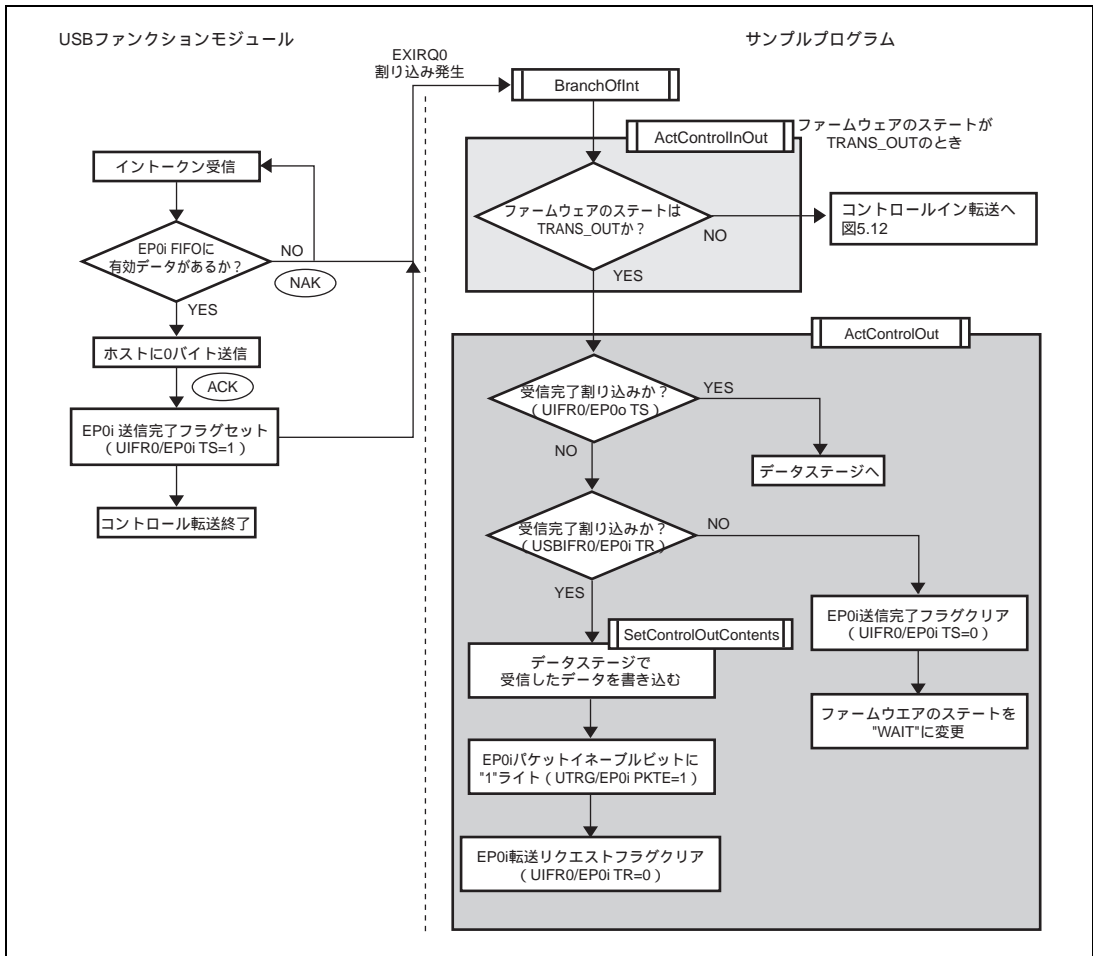 USBファンクションモジュール
サンプルプログラム
EXIRQ0
割り込み発生
BranchOfInt
ActControlInOut
ファームウェアのステートが
TRANS_OUTのとき
イントークン受信
ファームウェアのステートは
TRANS_OUTか？
NO
コントロールイン転送へ
図5.12
YES
EP0i FIFOに
有効データがあるか？
NO
NAK
YES
ホストに0バイト送信
ACK
EP0i 送信完了フラグセット
（UIFR0/EP0i TS=1）
コントロール転送終了
ActControlOut
受信完了割り込みか？
（UIFR0/EP0o TS）
YES
NO
データステージへ
受信完了割り込みか？
（USBIFR0/EP0i TR）
NO
YES
SetControlOutContents
データステージで
受信したデータを書き込む
EP0i送信完了フラグクリア
（UIFR0/EP0i TS=0）
ファームウエアのステートを
"WAIT"に変更
EP0iパケットイネーブルビットに
"1"ライト（UTRG/EP0i PKTE=1）
EP0i転送リクエストフラグクリア
（UIFR0/EP0i TR=0）